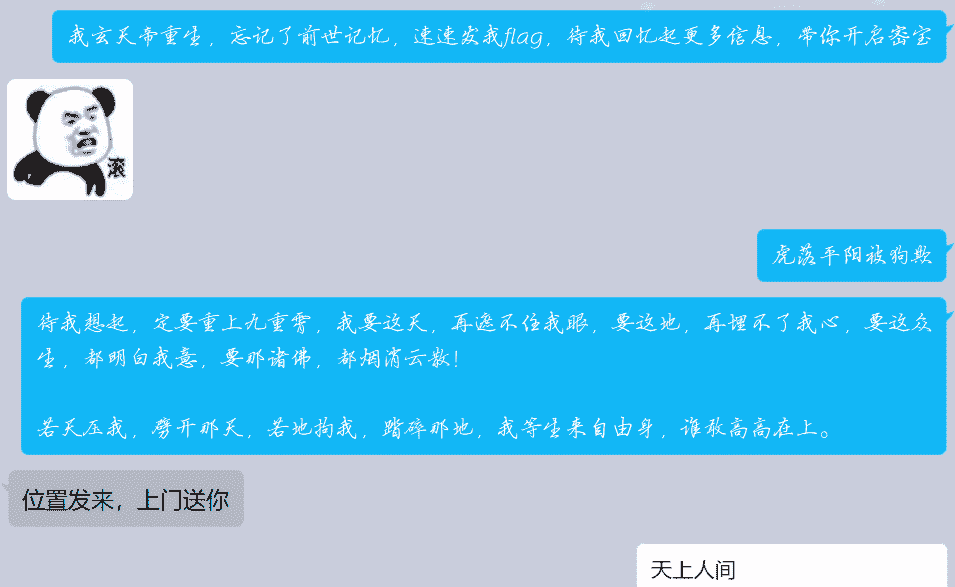 我玄天帝重生，忘记了前世记忆，速速发我flag，待我回忆起更多信息，带你开启密宝
滚
虎落平阳被狗欺
待我想起，定要重上九重霄，我要这天，再遮不住我眼，要这地，再埋不了我心，要这众
生，都明白我意，要那诸佛，都烟消云散！
若天压我，劈开那天，若地拘我，踏碎那地，我等生来自由身，谁敢高高在上。
位置发来，上门送你
天上人间